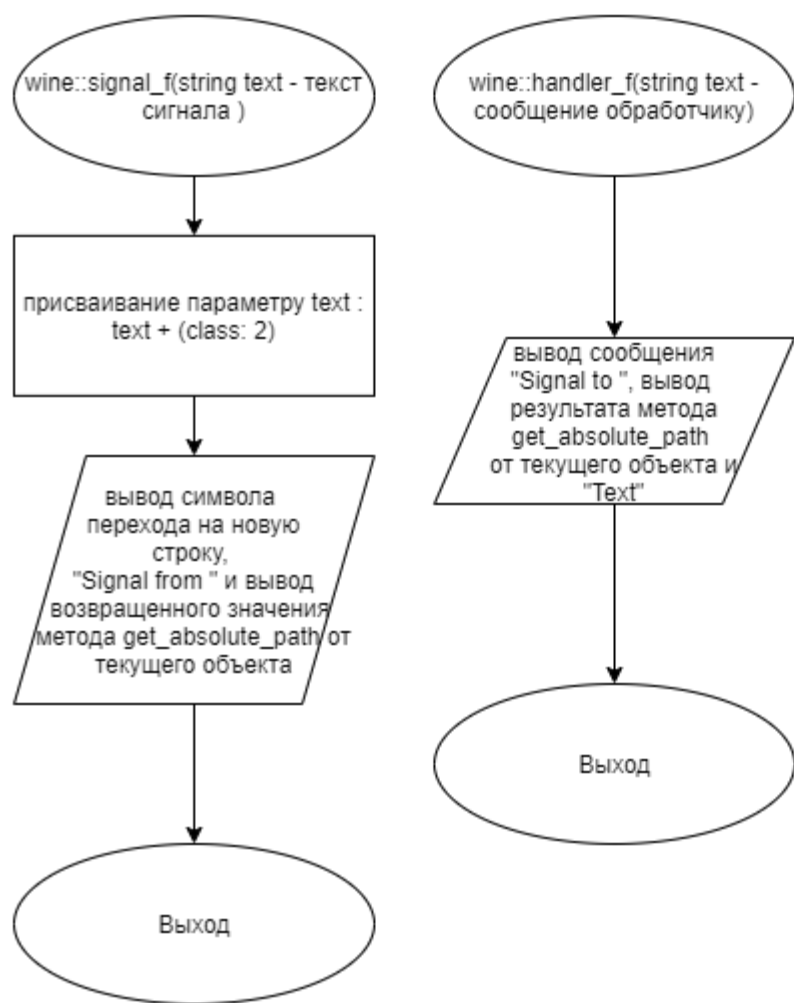 wine::signal_f(string text - текст
сигнала )
присваивание параметру text :
text + (class: 2)
вывод символа
перехода на новую
строку,
"Signal from " и вывод
возвращенного значения
метода get_absolute_path от
текущего объекта
Выход
wine::handler_f(string text -
сообщение обработчику)
вывод сообщения
"Signal to ", вывод
результата метода
get_absolute_path
от текущего объекта и
"Text"
Выход